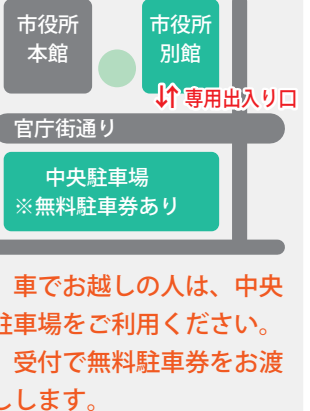 市役所
本館
市役所
別館
専用出入り口
官庁街通り
中央駐車場
※無料駐車券あり
車でお越しの人は、中央
駐車場をご利用ください。
受付で無料駐車券をお渡
しします。